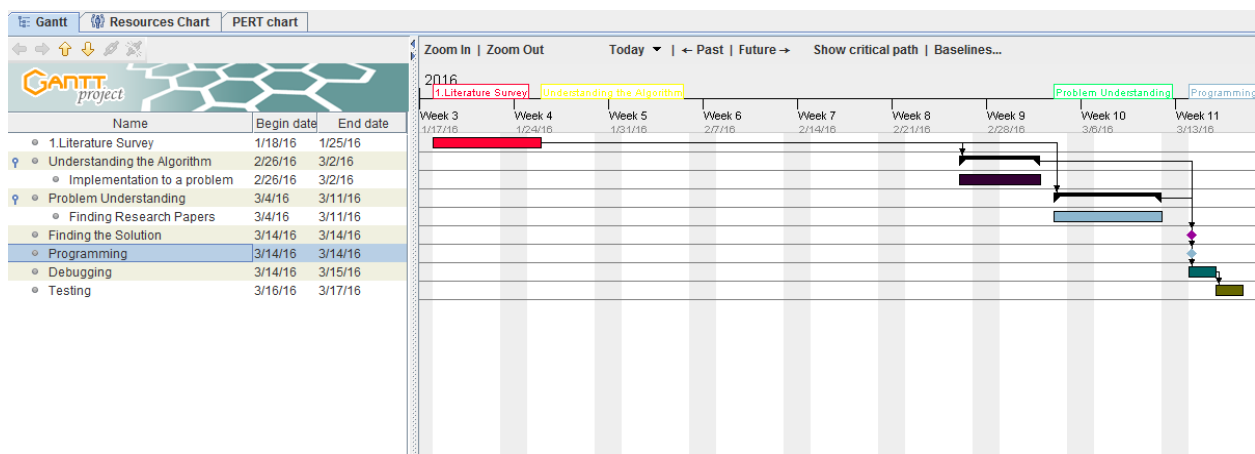 Gantt Resources Chart PERT chart
Zoom In | Zoom Out Today ▼ | ← Past | Future → Show critical path | Baselines...
GANTT
project
2016
1.Literature Survey Understanding the Algorithm Problem Understanding Programming
Week 3 Week 4 Week 5 Week 6 Week 7 Week 8 Week 9 Week 10 Week 11
1/17/16 1/24/16 1/31/16 2/7/16 2/14/16 2/21/16 2/28/16 3/6/16 3/13/16
Name Begin date End date
1.Literature Survey 1/18/16 1/25/16
Understanding the Algorithm 2/26/16 3/2/16
Implementation to a problem 2/26/16 3/2/16
Problem Understanding 3/4/16 3/11/16
Finding Research Papers 3/4/16 3/11/16
Finding the Solution 3/14/16 3/14/16
Programming 3/14/16 3/14/16
Debugging 3/14/16 3/15/16
Testing 3/16/16 3/17/16